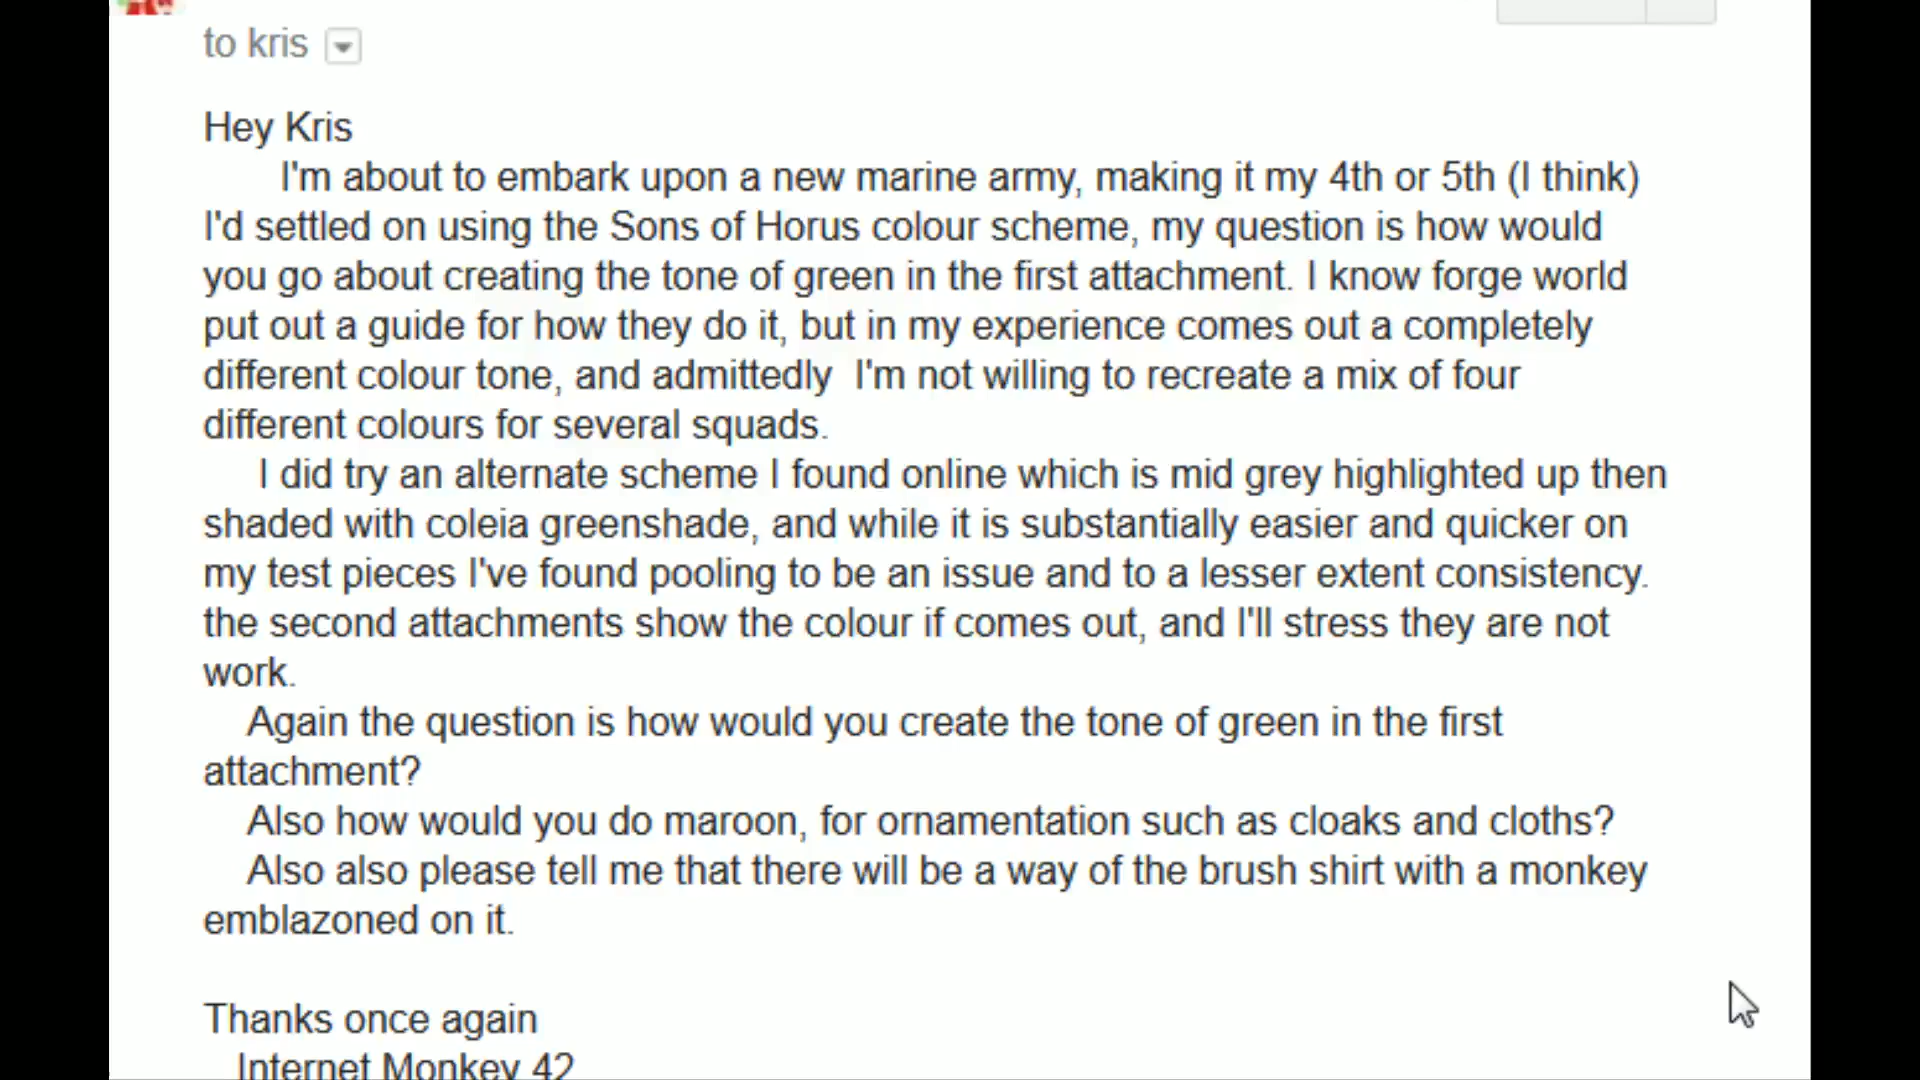 to kris
Hey Kris
I'm about to embark upon a new marine army, making it my 4th or 5th (I think)
I'd settled on using the Sons of Horus colour scheme, my question is how would
you go about creating the tone of green in the first attachment. I know forge world
put out a guide for how they do it, but in my experience comes out a completely
different colour tone, and admittedly  I'm not willing to recreate a mix of four
different colours for several squads.
I did try an alternate scheme I found online which is mid grey highlighted up then
shaded with coleia greenshade, and while it is substantially easier and quicker on
my test pieces I've found pooling to be an issue and to a lesser extent consistency.
the second attachments show the colour if comes out, and I'll stress they are not
work.
Again the question is how would you create the tone of green in the first
attachment?
Also how would you do maroon, for ornamentation such as cloaks and cloths?
Also also please tell me that there will be a way of the brush shirt with a monkey
emblazoned on it.
Thanks once again
Internet Monkey 42